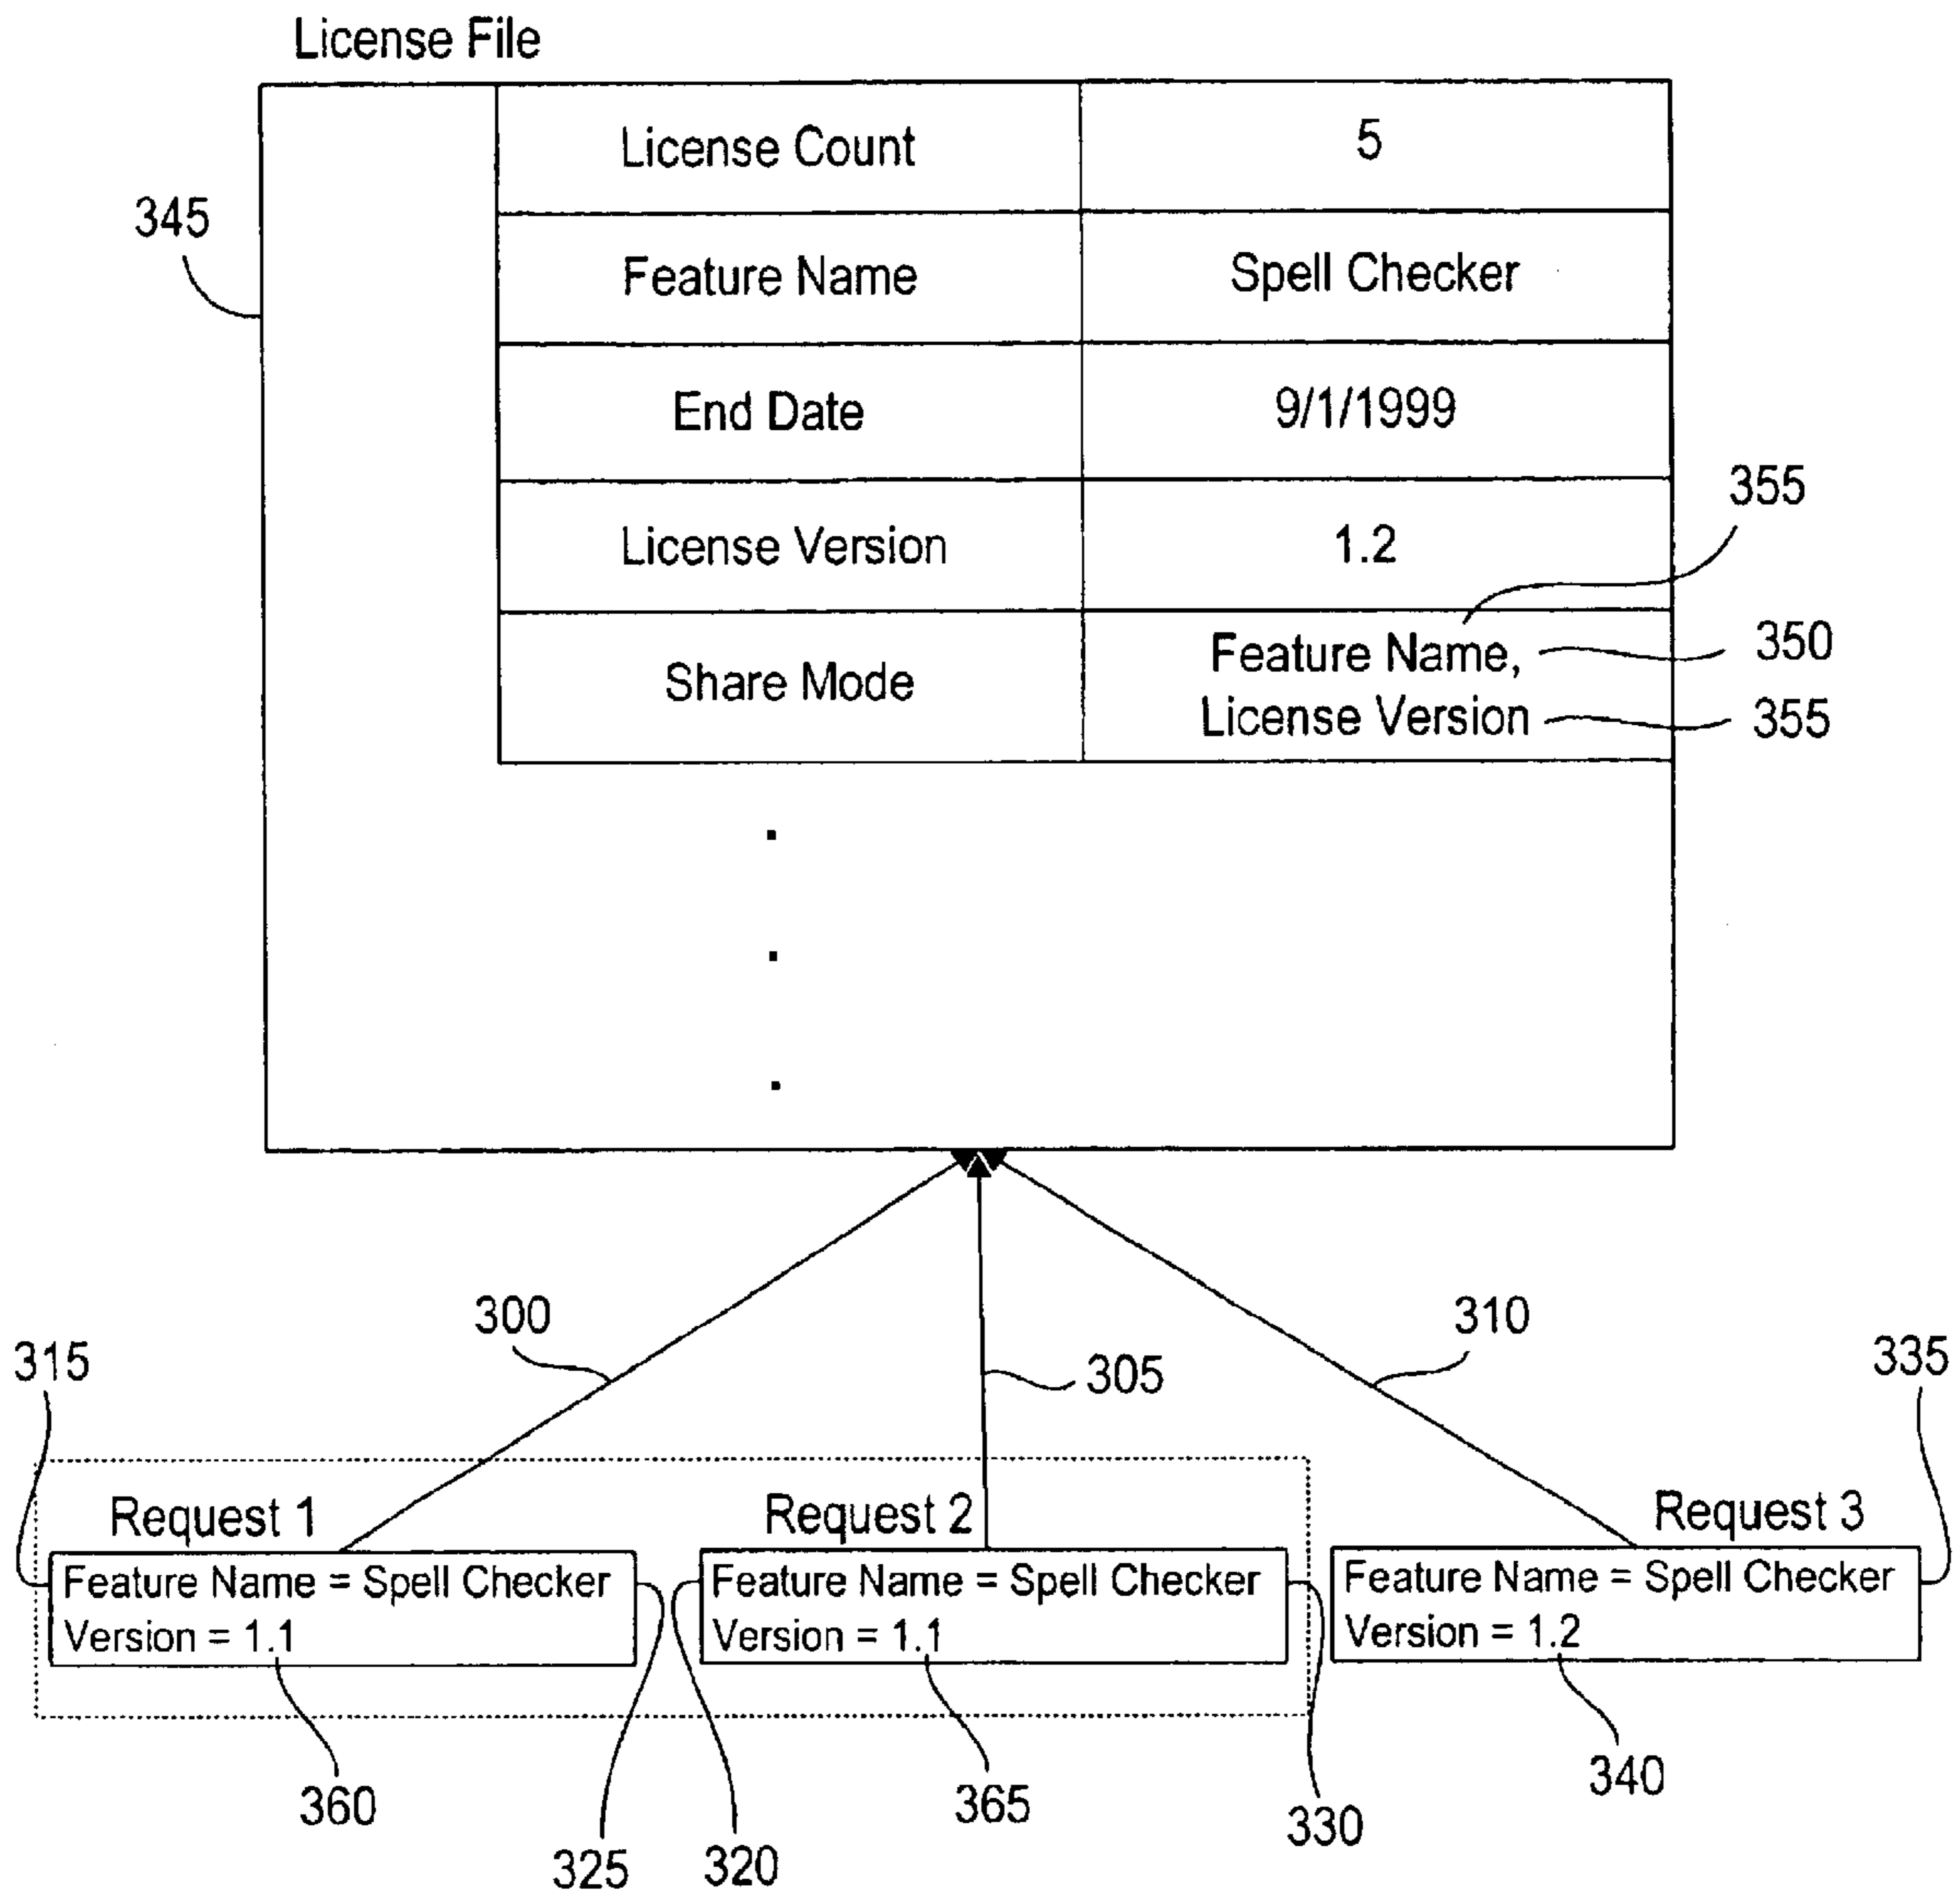 License File
License Count 5
345
Feature Name Spell Checker
End Date 9/1/1999
355
License Version 1.2
Share Mode Feature Name, 350
License Version 355
.
.
.
300
310
315
305
335
Request 1
Request 2
Request 3
Feature Name = Spell Checker
Version = 1.1
Feature Name = Spell Checker
Version = 1.1
Feature Name = Spell Checker
Version = 1.2
360
325
320
365
330
340